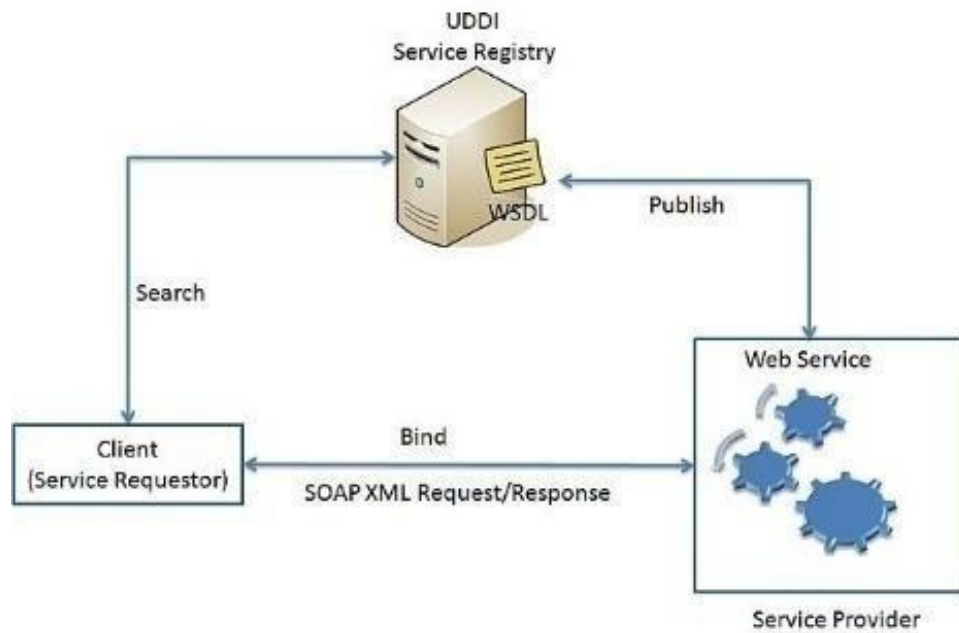 UDDI
Service Registry
WSDL
Publish
Search
Web Service
Client
(Service Requestor)
Bind
SOAP XML Request/Response
Service Provider